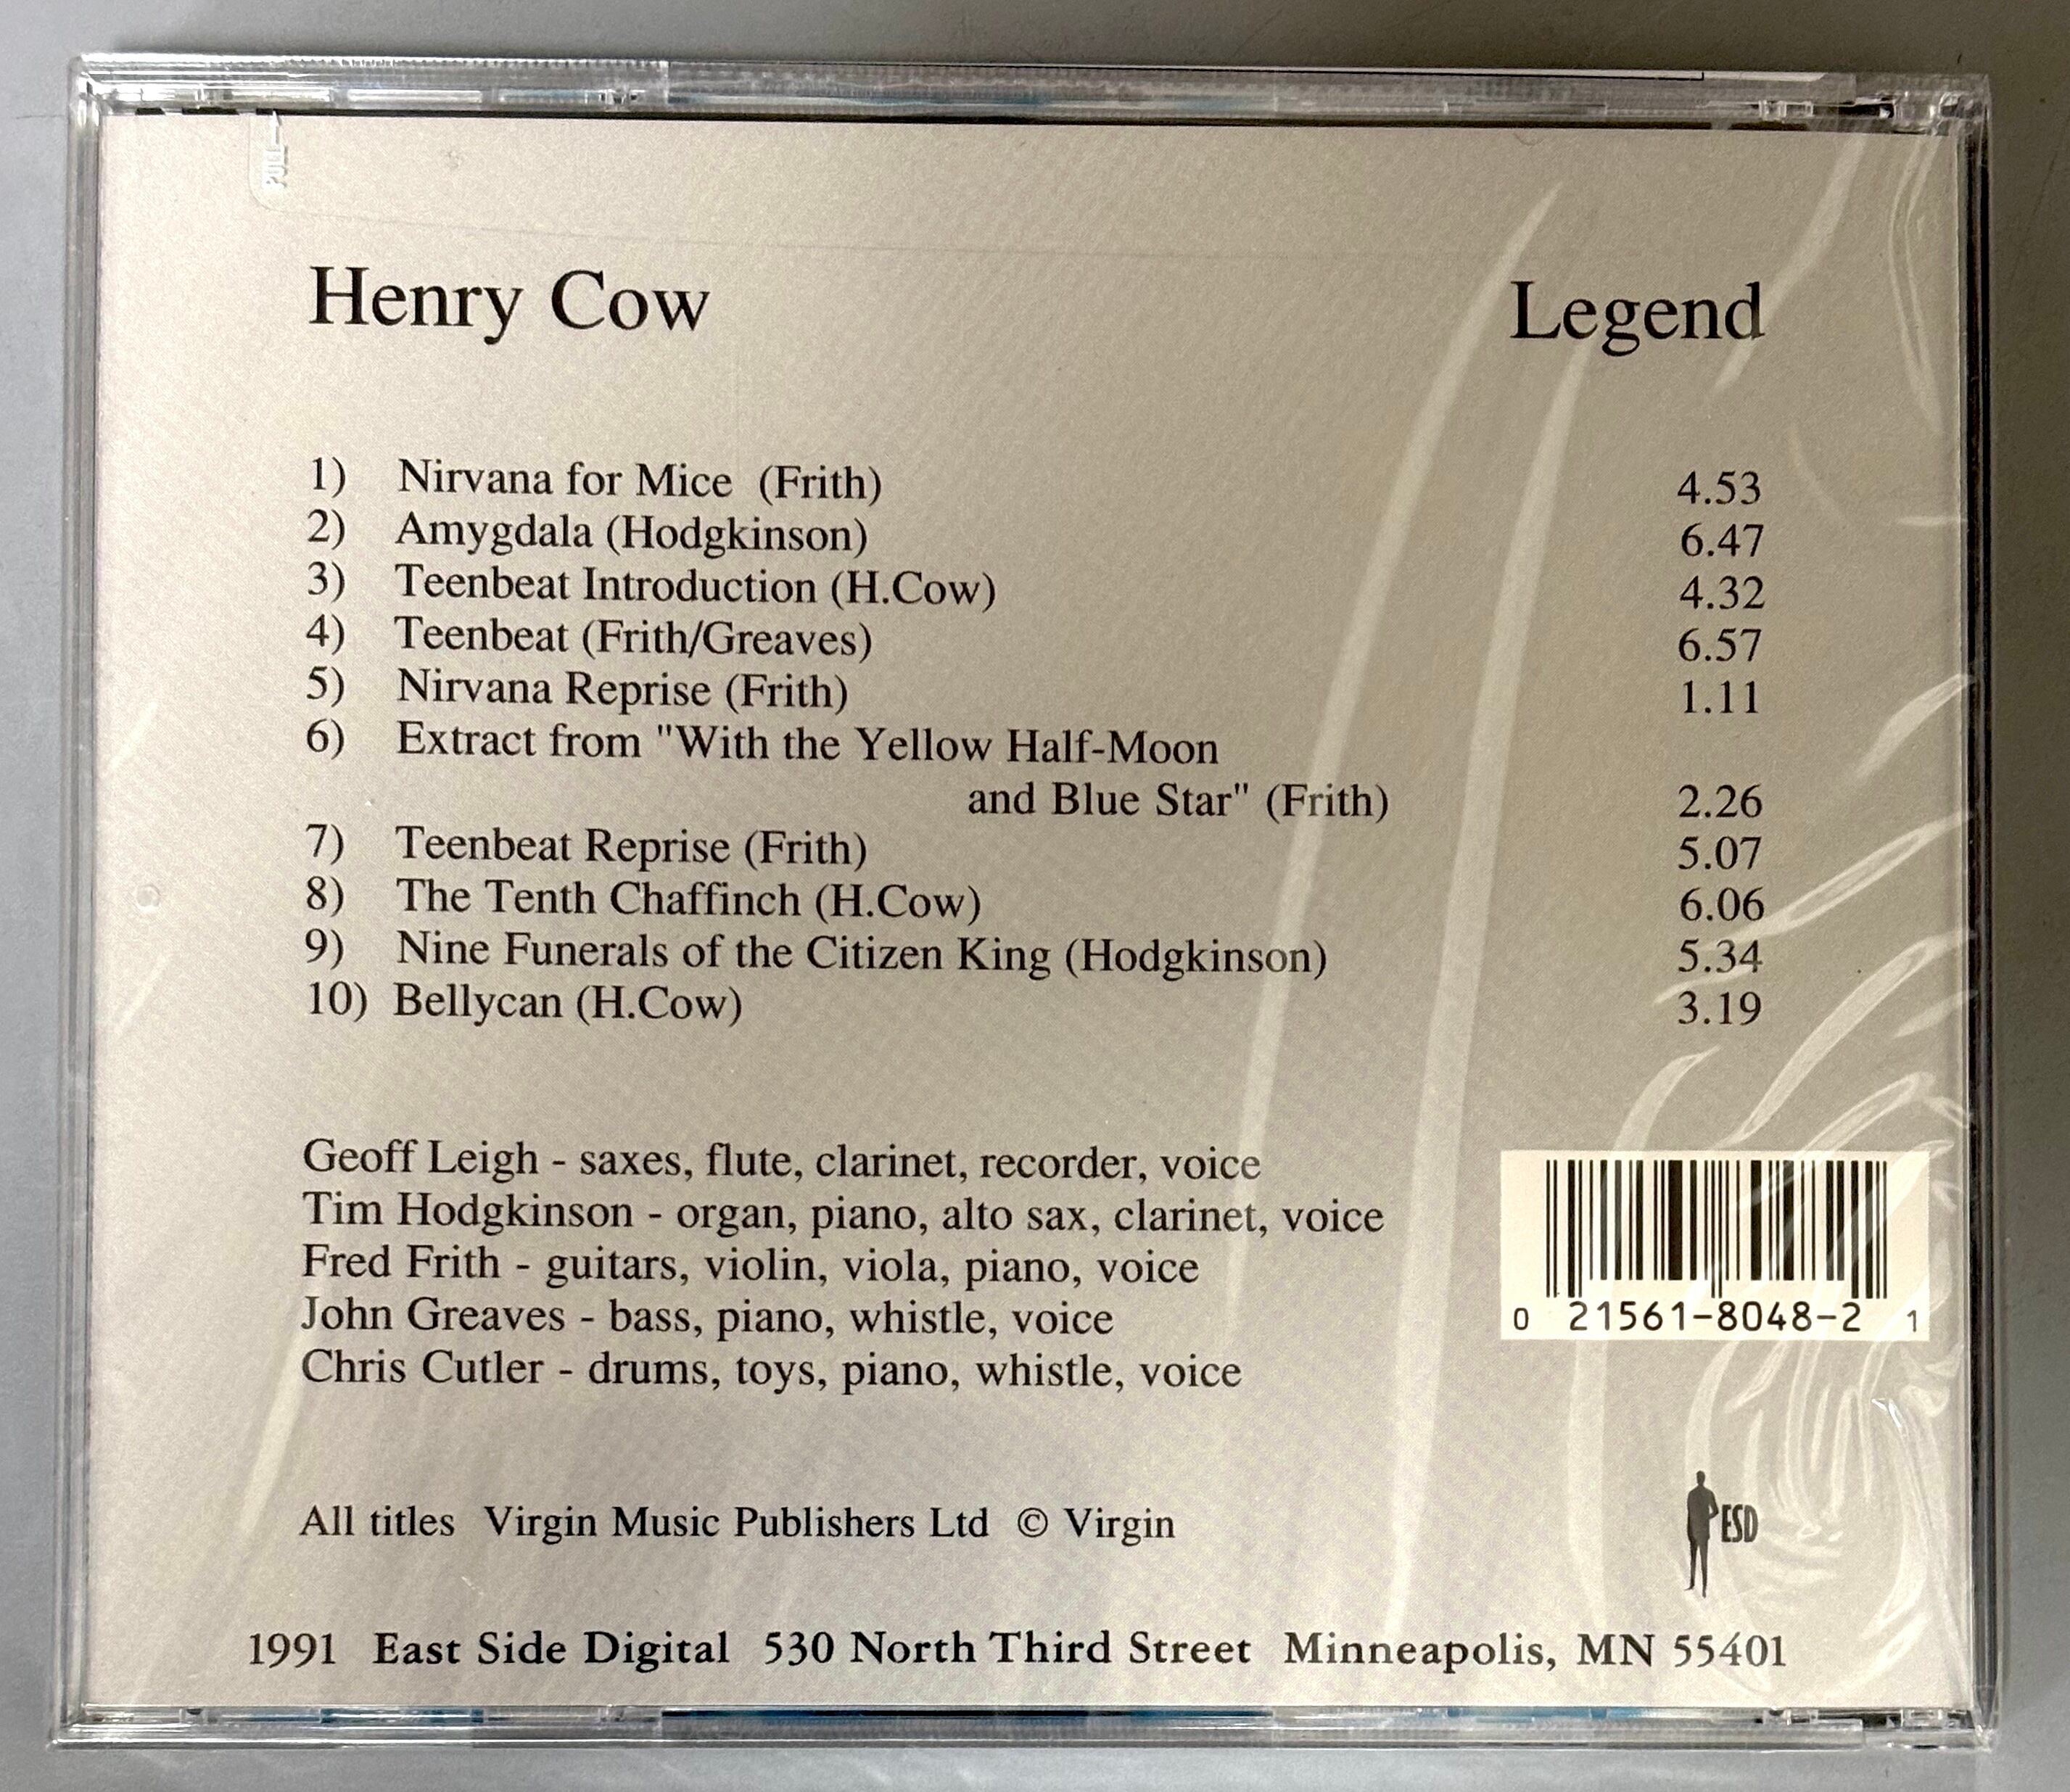 PULL
Henry Cow Legend
1) Nirvana for Mice (Frith) 4.53
2) Amygdala (Hodgkinson) 6.47
3) Teenbeat Introduction (H.Cow) 4.32
4) Teenbeat (Frith/Greaves) 6.57
5) Nirvana Reprise (Frith) 1.11
6) Extract from "With the Yellow Half-Moon
and Blue Star" (Frith) 2.26
7) Teenbeat Reprise (Frith) 5.07
8) The Tenth Chaffinch (H.Cow) 6.06
9) Nine Funerals of the Citizen King (Hodgkinson) 5.34
10) Bellycan (H.Cow) 3.19
Geoff Leigh - saxes, flute, clarinet, recorder, voice
Tim Hodgkinson - organ, piano, alto sax, clarinet, voice
Fred Frith - guitars, violin, viola, piano, voice
John Greaves - bass, piano, whistle, voice
Chris Cutler - drums, toys, piano, whistle, voice
0 21561-8048-2 1
All titles Virgin Music Publishers Ltd © Virgin
ESD
1991 East Side Digital 530 North Third Street Minneapolis, MN 55401